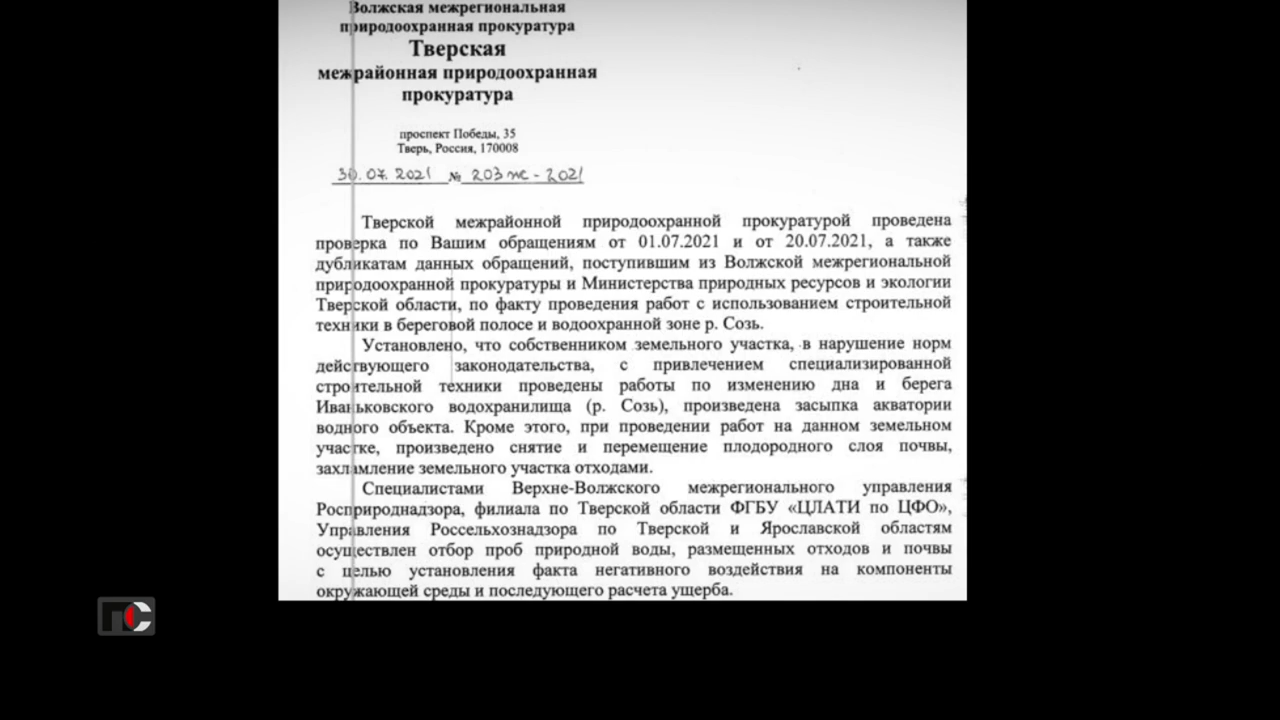 Волжская межрегиональная
природоохранная прокуратура
Тверская
межрайонная природоохранная
прокуратура
проспект Победы, 35
Тверь, Россия, 170008
30.07.2021 № 203ж-2021
Тверской межрайонной природоохранной прокуратурой проведена
проверка по Вашим обращениям от 01.07.2021 и от 20.07.2021, а также
дубликатам данных обращений, поступившим из Волжской межрегиональной
природоохранной прокуратуры и Министерства природных ресурсов и экологии
Тверской области, по факту проведения работ с использованием строительной
техники в береговой полосе и водоохранной зоне р. Созь.
Установлено, что собственником земельного участка, в нарушение норм
действующего законодательства, с привлечением специализированной
строительной техники проведены работы по изменению дна и берега
Иваньковского водохранилища (р. Созь), произведена засыпка акватории
водного объекта. Кроме этого, при проведении работ на данном земельном
участке, произведено снятие и перемещение плодородного слоя почвы,
захламление земельного участка отходами.
Специалистами Верхне-Волжского межрегионального управления
Росприроднадзора, филиала по Тверской области ФГБУ «ЦЛАТИ по ЦФО»,
Управления Россельхознадзора по Тверской и Ярославской областям
осуществлен отбор проб природной воды, размещенных отходов и почвы
с целью установления факта негативного воздействия на компоненты
окружающей среды и последующего расчета ущерба.
ПС